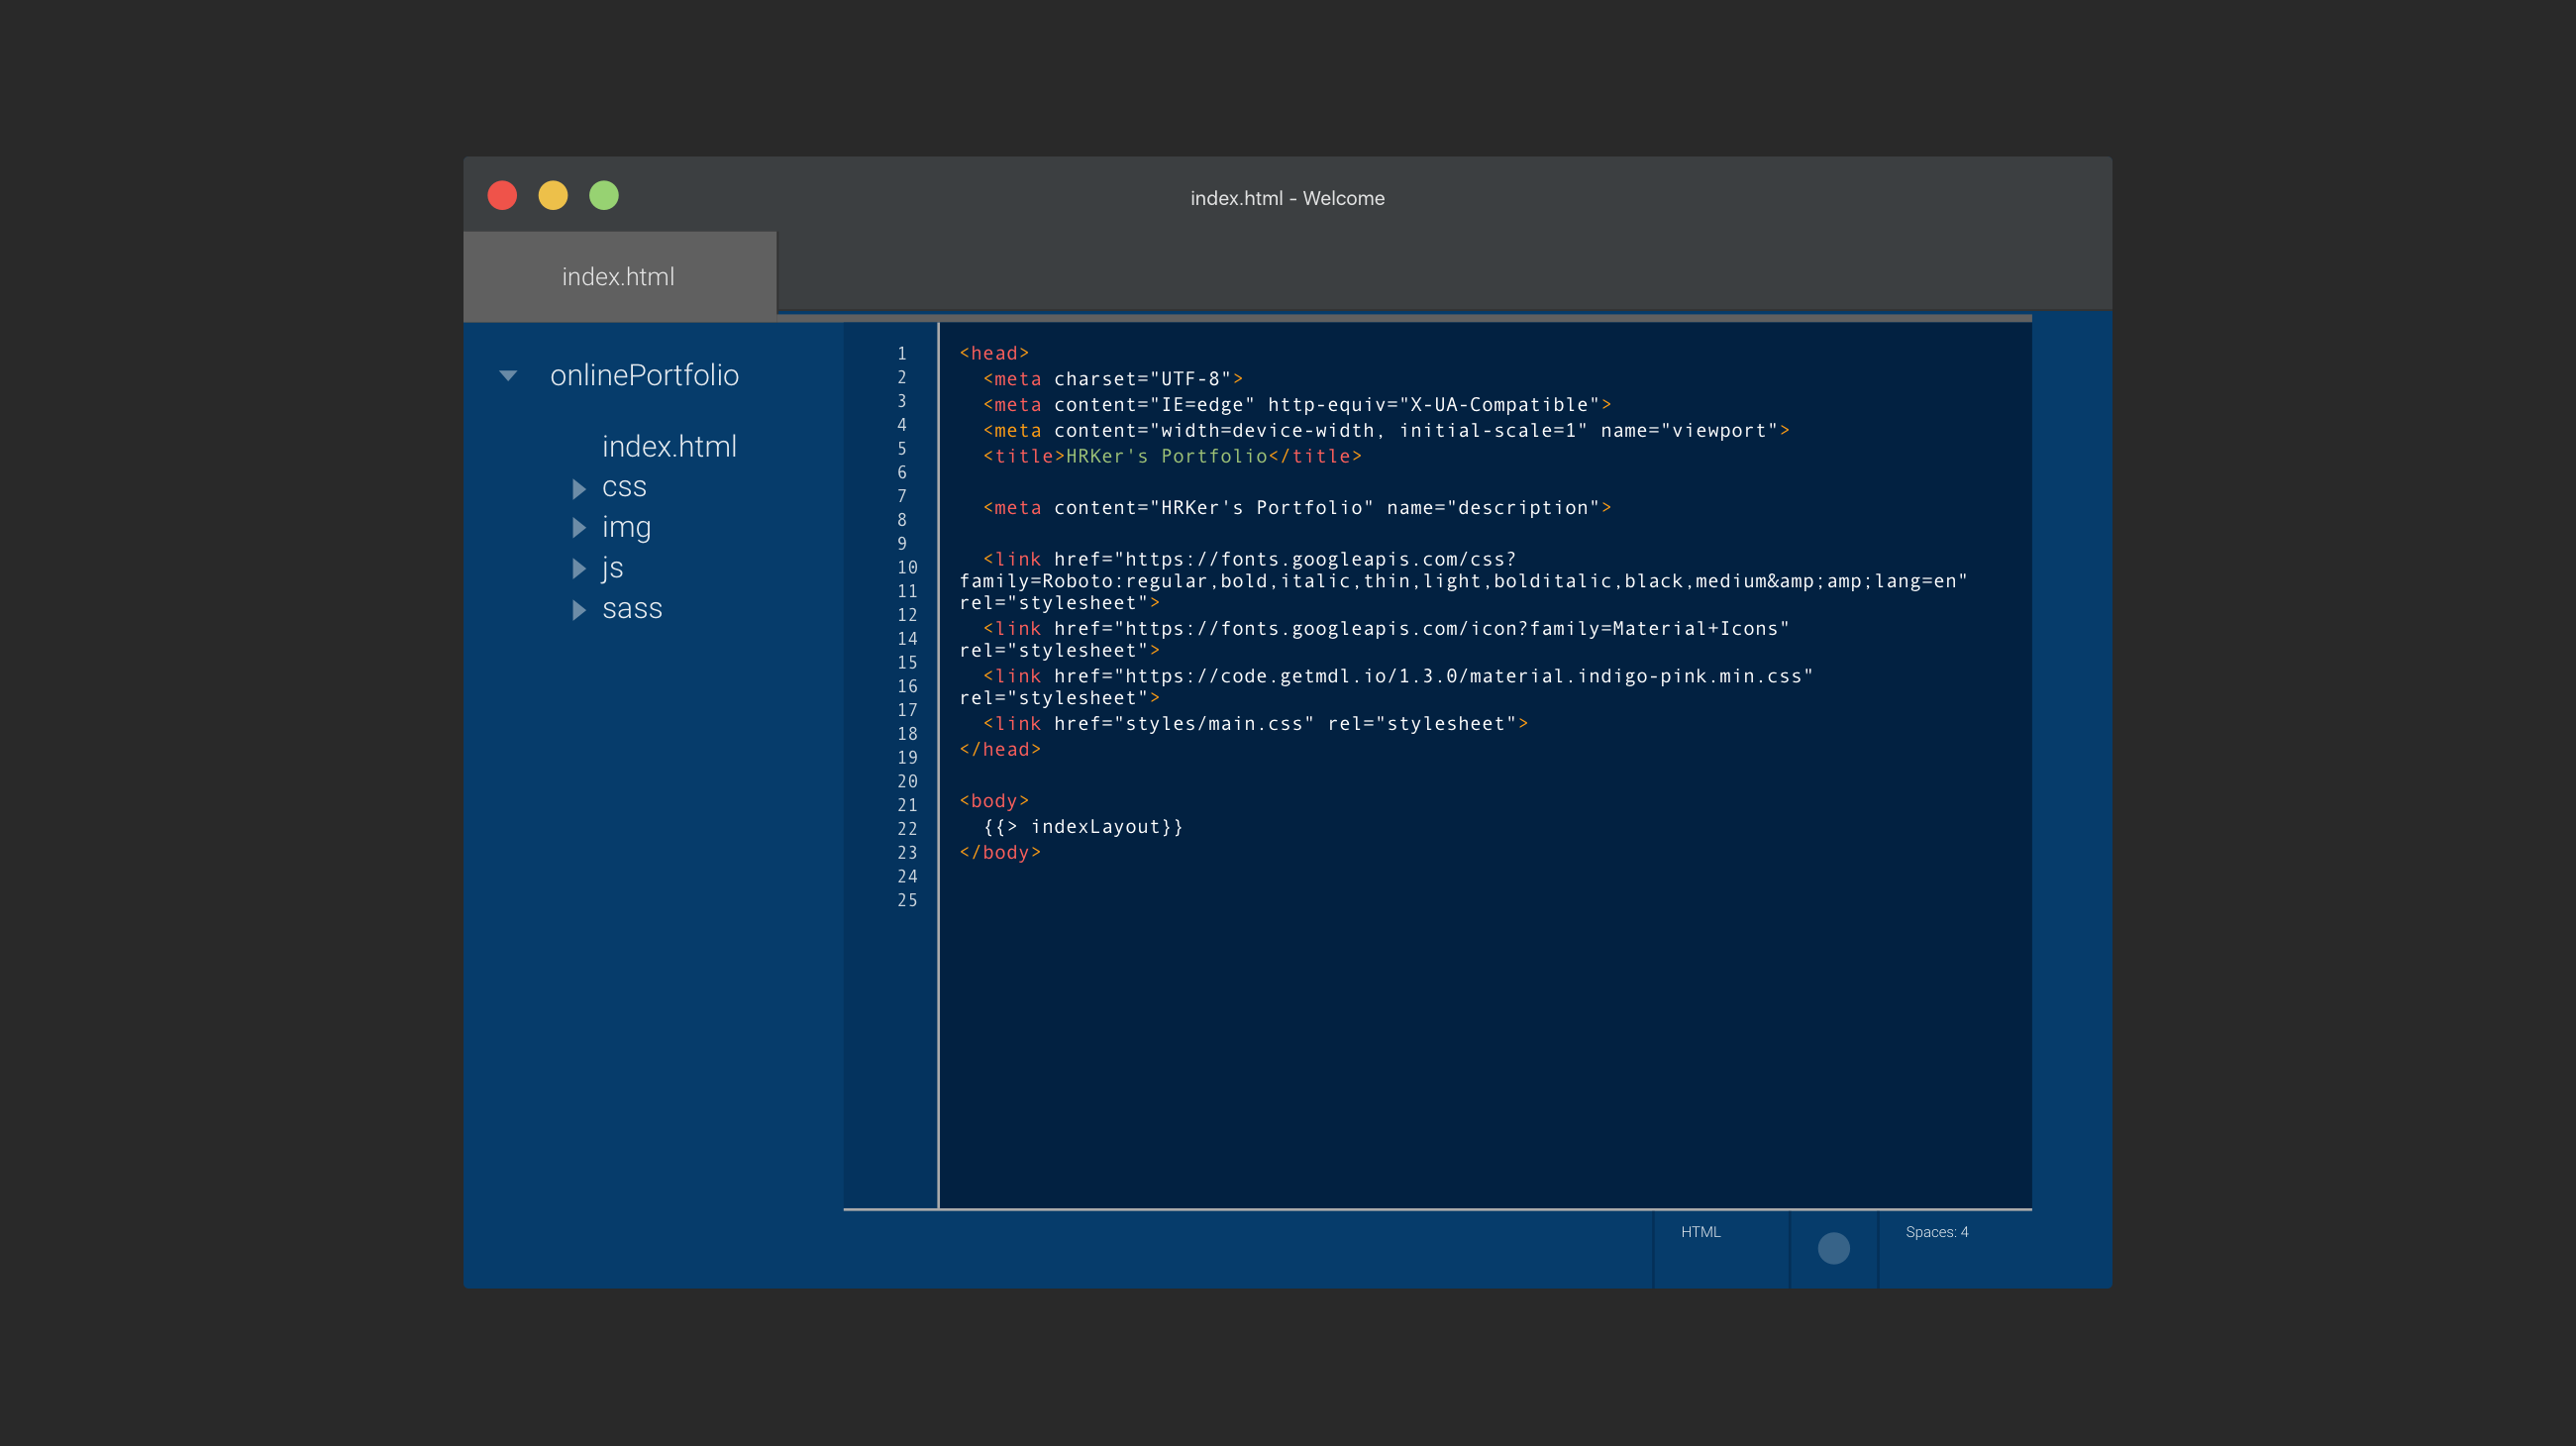 index.html - Welcome
index.html
onlinePortfolio
index.html
css
img
js
sass
1
2
3
4
5
6
7
8
9
10
11
12
14
15
16
17
18
19
20
21
22
23
24
25
<head>
  <meta charset="UTF-8">
  <meta content="IE=edge" http-equiv="X-UA-Compatible">
  <meta content="width=device-width, initial-scale=1" name="viewport">
  <title>HRKer's Portfolio</title>
  <meta content="HRKer's Portfolio" name="description">
  <link href="https://fonts.googleapis.com/css?
family=Roboto:regular,bold,italic,thin,light,bolditalic,black,medium&amp;amp;lang=en"
rel="stylesheet">
  <link href="https://fonts.googleapis.com/icon?family=Material+Icons"
rel="stylesheet">
  <link href="https://code.getmdl.io/1.3.0/material.indigo-pink.min.css"
rel="stylesheet">
  <link href="styles/main.css" rel="stylesheet">
</head>
<body>
  {{> indexLayout}}
</body>
HTML
Spaces: 4